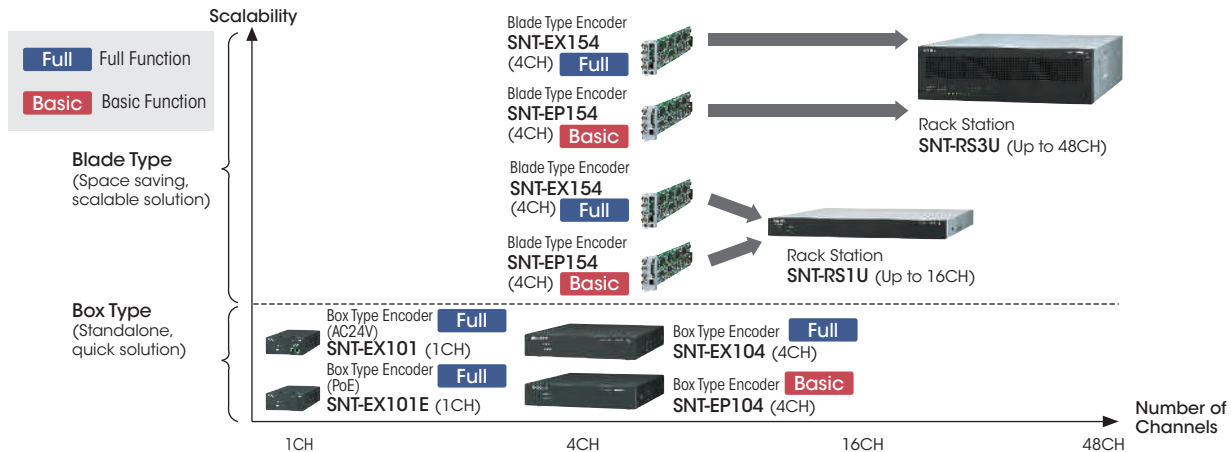 Scalability
Full Full Function
Basic Basic Function
Blade Type
(Space saving,
scalable solution)
Blade Type Encoder
SNT-EX154
(4CH) Full
Blade Type Encoder
SNT-EP154
(4CH) Basic
Rack Station
SNT-RS3U (Up to 48CH)
Blade Type Encoder
SNT-EX154
(4CH) Full
Blade Type Encoder
SNT-EP154
(4CH) Basic
Rack Station
SNT-RS1U (Up to 16CH)
Box Type
(Standalone,
quick solution)
Box Type Encoder Full
(AC24V)
SNT-EX101 (1CH)
Box Type Encoder Full
(PoE)
SNT-EX101E (1CH)
Box Type Encoder Full
SNT-EX104 (4CH)
Box Type Encoder Basic
SNT-EP104 (4CH)
1CH 4CH 16CH 48CH
Number of
Channels